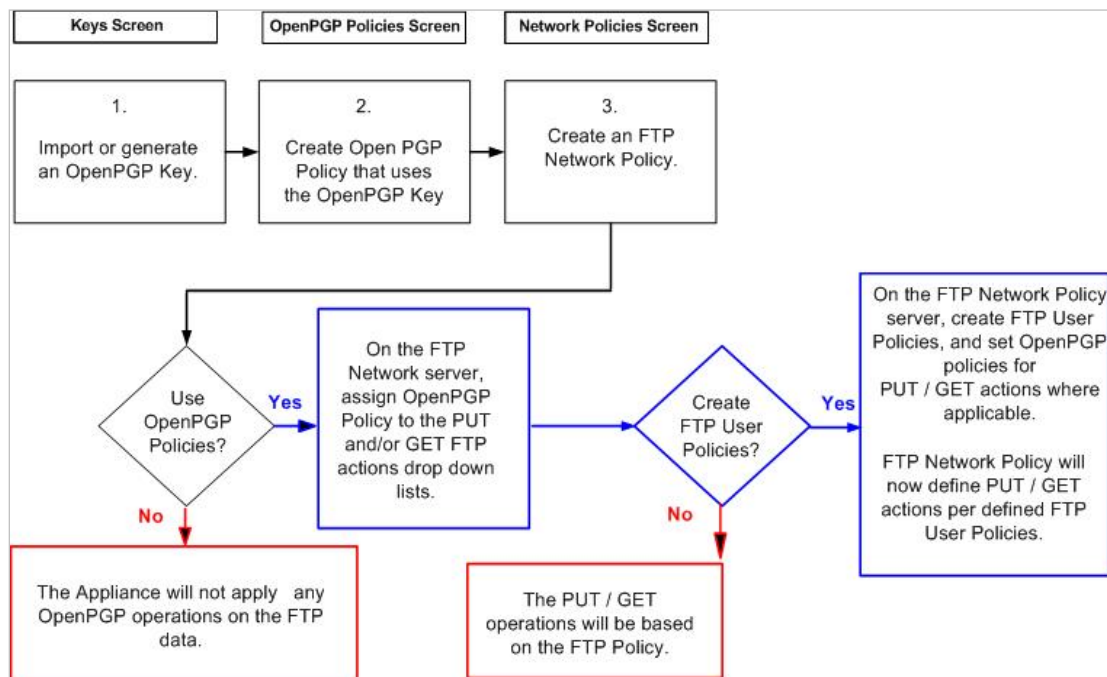 Keys Screen
OpenPGP Policies Screen
Network Policies Screen
1.
Import or generate
an OpenPGP Key.
2.
Create Open PGP
Policy that uses
the OpenPGP Key
3.
Create an FTP
Network Policy.
Use
OpenPGP
Policies?
Yes
No
On the FTP
Network server,
assign OpenPGP
Policy to the PUT
and/or GET FTP
actions drop down
lists.
Create
FTP User
Policies?
Yes
No
On the FTP Network Policy
server, create FTP User
Policies, and set OpenPGP
policies for
PUT / GET actions where
applicable.
FTP Network Policy will
now define PUT / GET
actions per defined FTP
User Policies.
The Appliance will not apply any
OpenPGP operations on the FTP
data.
The PUT / GET
operations will be based
on the FTP Policy.